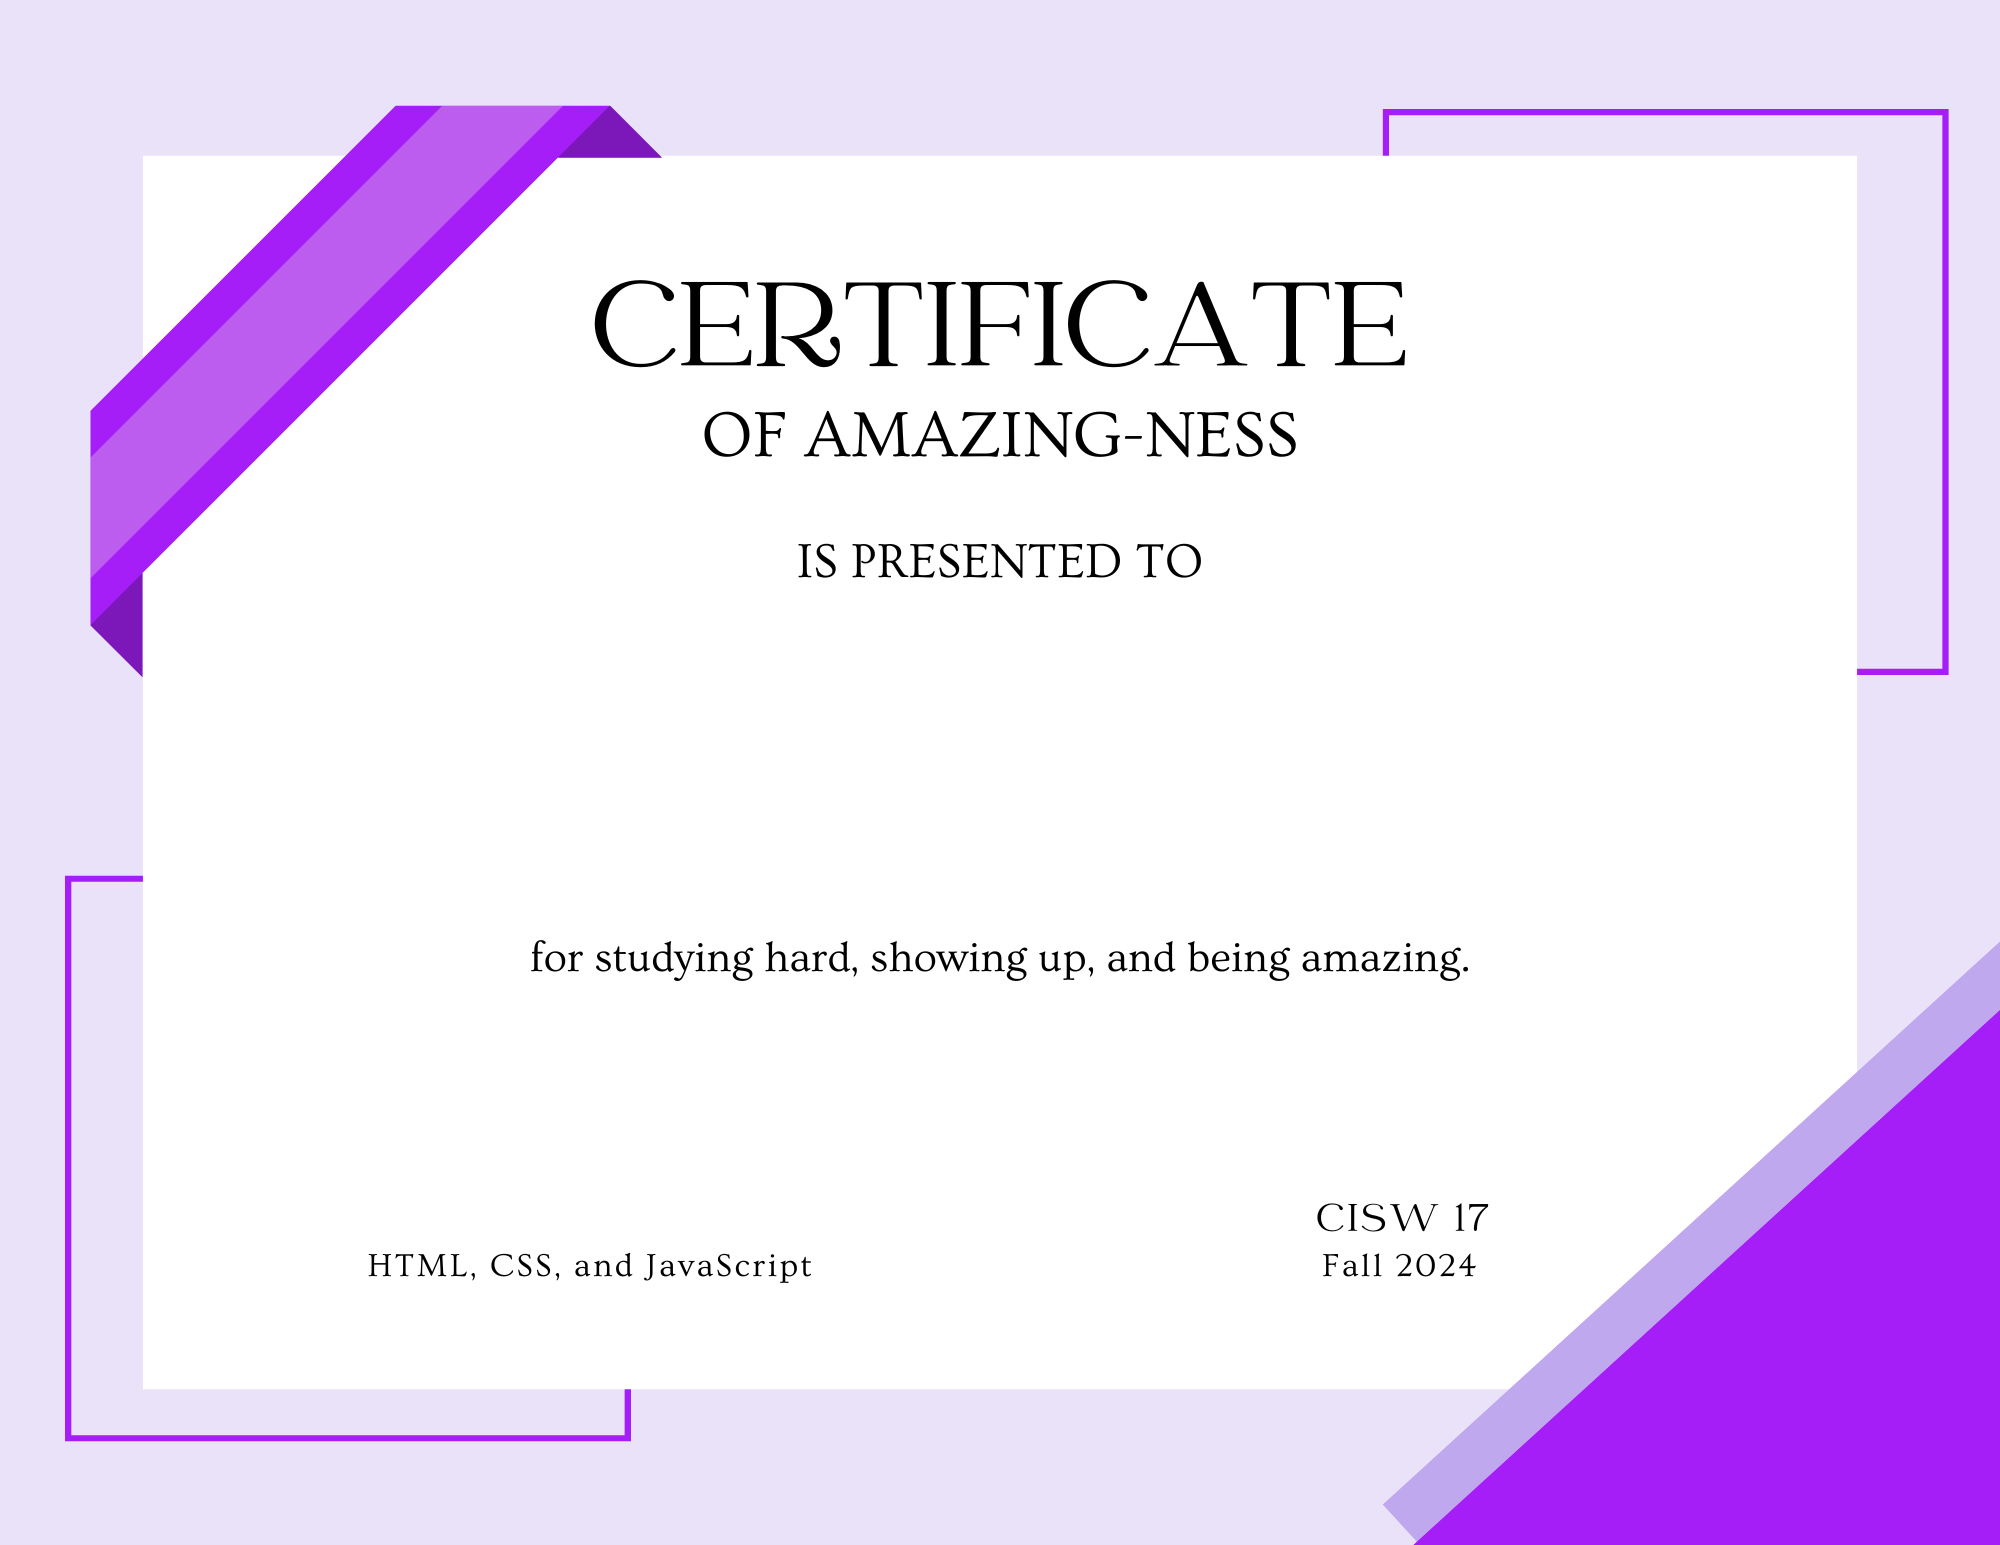 CERTIFICATE
OF AMAZING-NESS
IS PRESENTED TO
for studying hard, showing up, and being amazing.
CISW 17
HTML, CSS, and JavaScript
Fall 2024